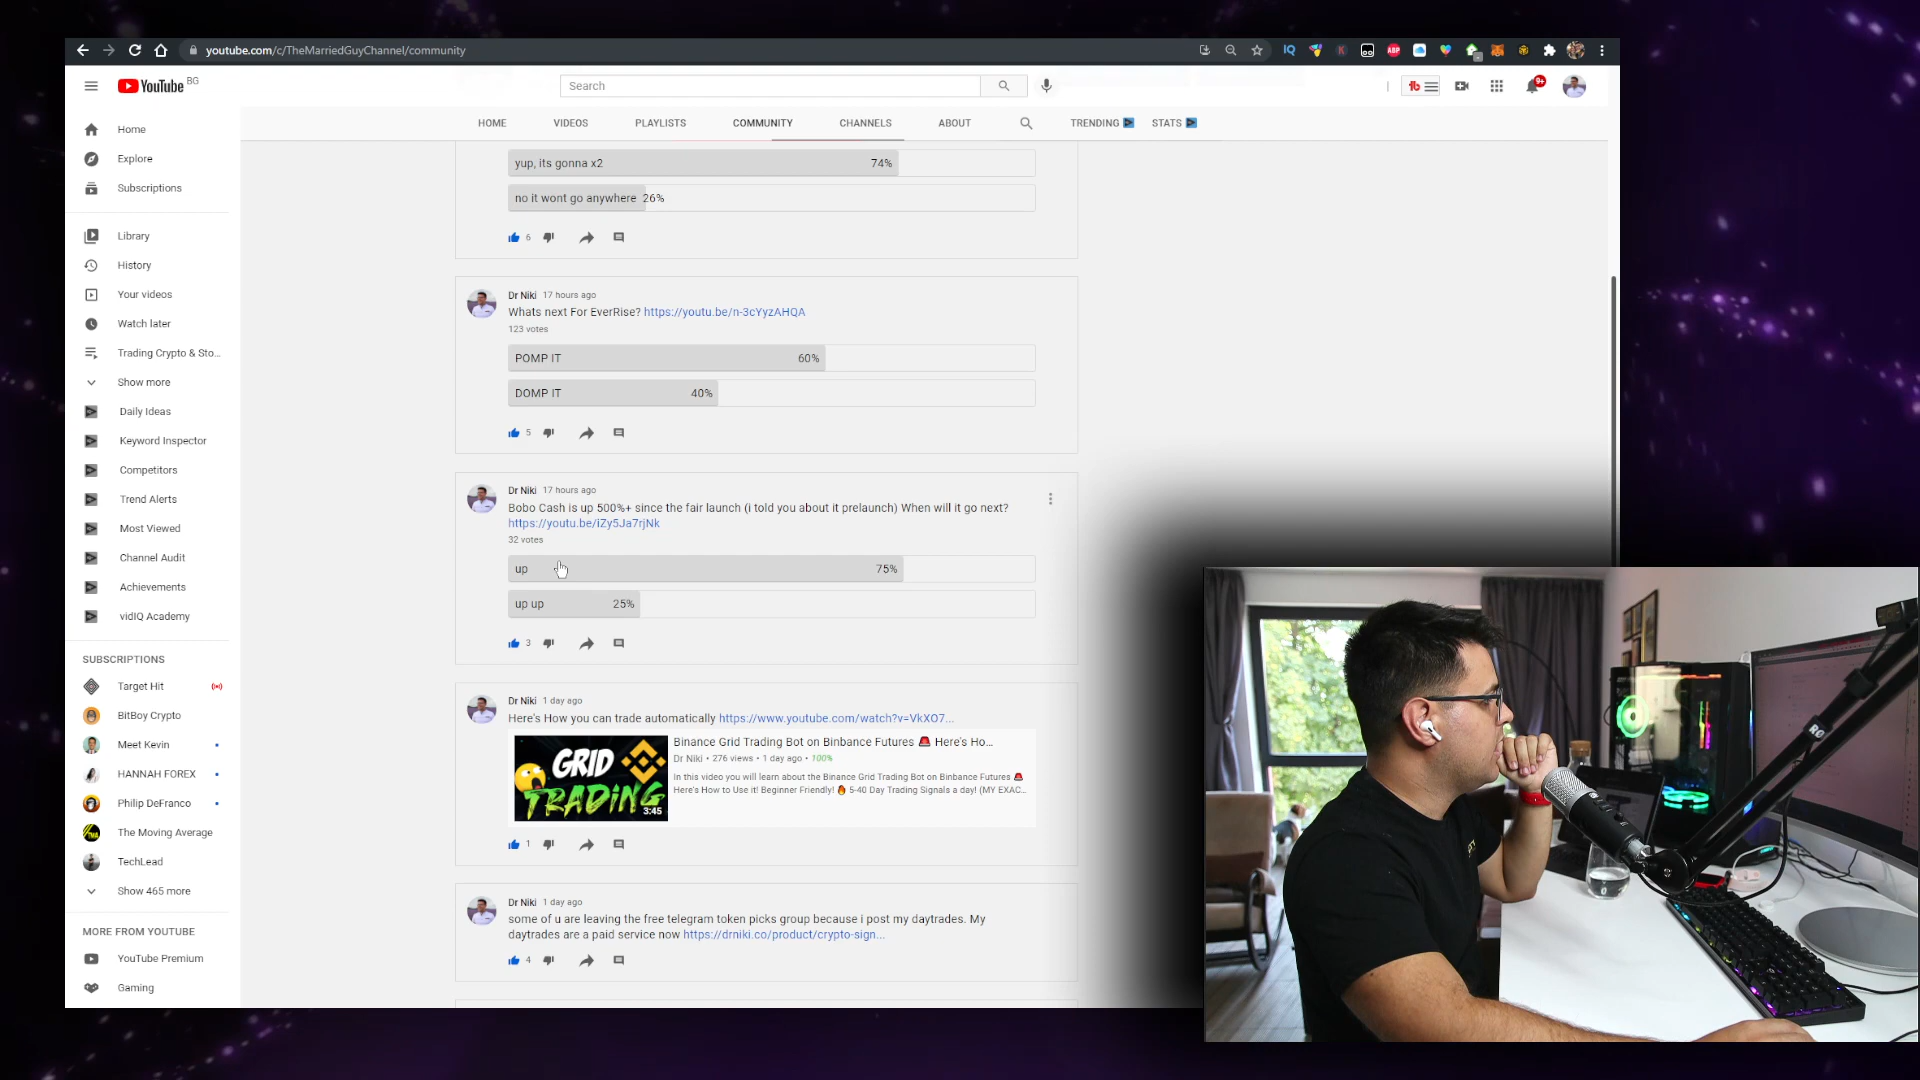 youtube.com/c/TheMarriedGuyChannel/community
YouTube BG
Search
9+
HOME VIDEOS PLAYLISTS COMMUNITY CHANNELS ABOUT TRENDING STATS
Home
Explore
Subscriptions
Library
History
Your videos
Watch later
Trading Crypto & Sto...
Show more
Daily Ideas
Keyword Inspector
Competitors
Trend Alerts
Most Viewed
Channel Audit
Achievements
vidIQ Academy
SUBSCRIPTIONS
Target Hit
BitBoy Crypto
Meet Kevin
HANNAH FOREX
Philip DeFranco
The Moving Average
TechLead
Show 465 more
MORE FROM YOUTUBE
YouTube Premium
Gaming
yup, its gonna x2 74%
no it wont go anywhere 26%
6
Dr Niki 17 hours ago
Whats next For EverRise? https://youtu.be/n-3cYyzAHQA
123 votes
POMP IT 60%
DOMP IT 40%
5
Dr Niki 17 hours ago
Bobo Cash is up 500%+ since the fair launch (i told you about it prelaunch) When will it go next?
https://youtu.be/iZy5Ja7rjNk
32 votes
up 75%
up up 25%
3
Dr Niki 1 day ago
Here's How you can trade automatically https://www.youtube.com/watch?v=VkXO7...
GRID
TRADING
3:45
Binance Grid Trading Bot on Binbance Futures 🚨 Here's Ho...
Dr Niki • 276 views • 1 day ago • 100%
In this video you will learn about the Binance Grid Trading Bot on Binbance Futures 🚨
Here's How to Use it! Beginner Friendly! 🔥 5-40 Day Trading Signals a day! (MY EXAC...
1
Dr Niki 1 day ago
some of u are leaving the free telegram token picks group because i post my daytrades. My
daytrades are a paid service now https://drniki.co/product/crypto-sign...
4